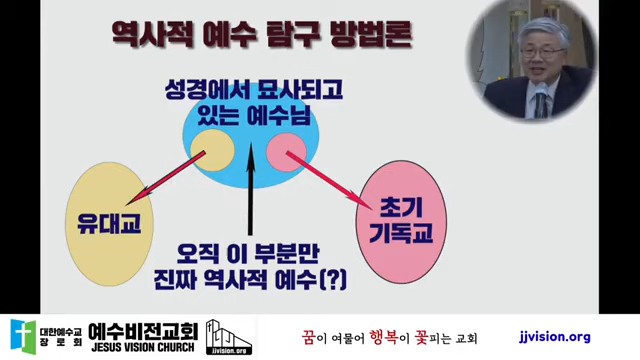 역사적 예수 탐구 방법론
성경에서 묘사되고
있는 예수님
유대교
초기
기독교
오직 이 부분만
진짜 역사적 예수(?)
대한예수교
장로회
예수비전교회
JESUS VISION CHURCH
jjvision.org
꿈이 여물어 행복이 꽃피는 교회
jjvision.org